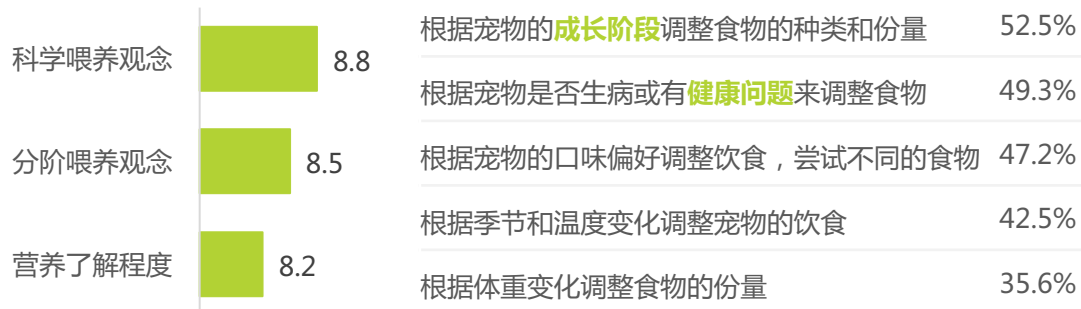 科学喂养观念 8.8
分阶喂养观念 8.5
营养了解程度 8.2
根据宠物的成长阶段调整食物的种类和份量 52.5%
根据宠物是否生病或有健康问题来调整食物 49.3%
根据宠物的口味偏好调整饮食，尝试不同的食物 47.2%
根据季节和温度变化调整宠物的饮食 42.5%
根据体重变化调整食物的份量 35.6%